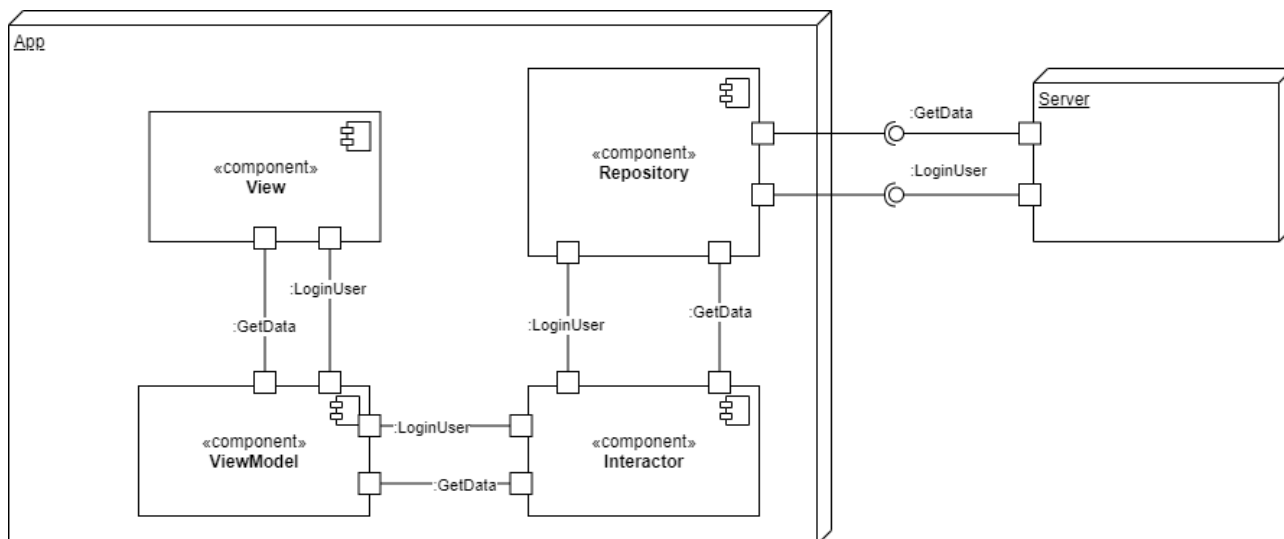 App
«component»
View
«component»
Repository
:GetData
:LoginUser
Server
:LoginUser
:GetData
:LoginUser
:GetData
«component»
ViewModel
:LoginUser
:GetData
«component»
Interactor